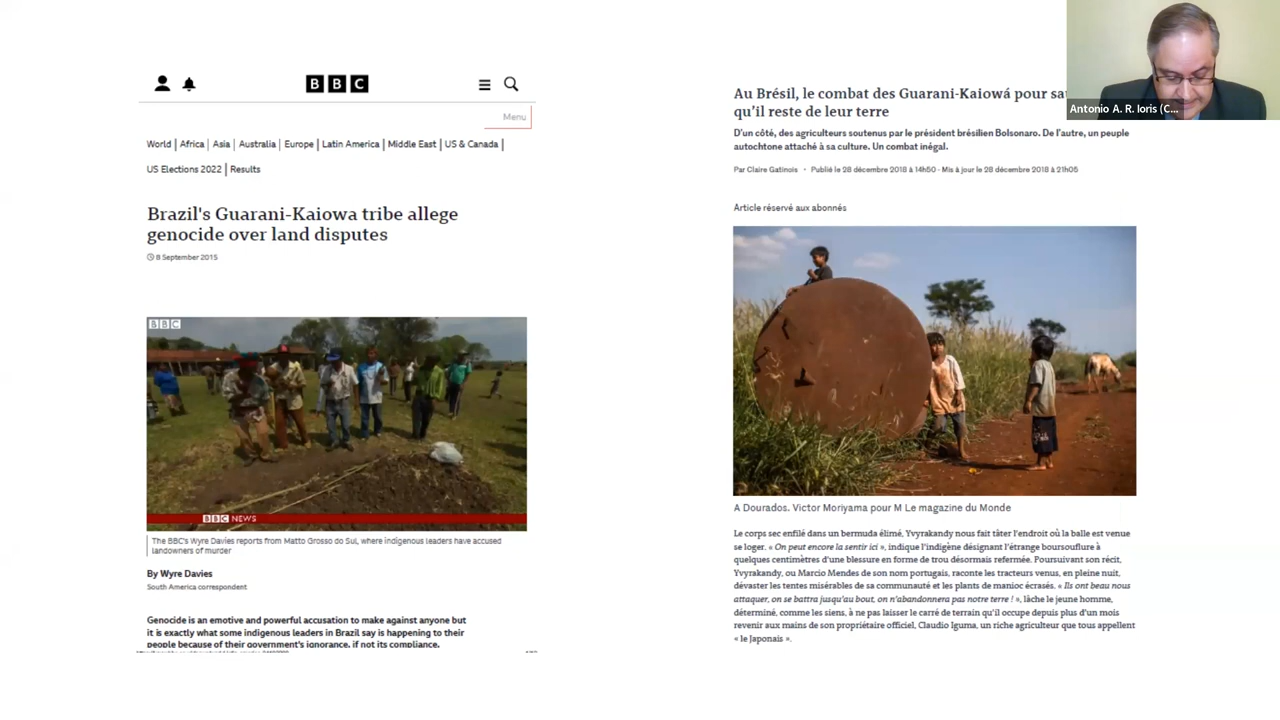 BBC
Menu
World | Africa | Asia | Australia | Europe | Latin America | Middle East | US & Canada |
US Elections 2022 | Results
Brazil's Guarani-Kaiowa tribe allege
genocide over land disputes
8 September 2015
BBC
BBC NEWS
The BBC's Wyre Davies reports from Matto Grosso do Sul, where indigenous leaders have accused
landowners of murder
By Wyre Davies
South America correspondent
Genocide is an emotive and powerful accusation to make against anyone but
it is exactly what some indigenous leaders in Brazil say is happening to their
people because of their government's ignorance, if not its compliance.
Au Brésil, le combat des Guarani-Kaiowá pour
qu'il reste de leur terre
D'un côté, des agriculteurs soutenus par le président brésilien Bolsonaro. De l'autre, un peuple
autochtone attaché à sa culture. Un combat inégal.
Par Claire Gatinois • Publié le 28 décembre 2018 à 14h50 - Mis à jour le 28 décembre 2018 à 21h05
Article réservé aux abonnés
A Dourados. Victor Moriyama pour M Le magazine du Monde
Le corps sec enfilé dans un bermuda élimé, Yvyrakandy nous fait tâter l'endroit où la balle est venue
se loger. « On peut encore la sentir ici », indique l'indigène désignant l'étrange boursouflure à
quelques centimètres d'une blessure en forme de trou désormais refermée. Poursuivant son récit,
Yvyrakandy, ou Marcio Mendes de son nom portugais, raconte les tracteurs venus, en pleine nuit,
dévaster les tentes misérables de sa communauté et les plants de manioc écrasés. « Ils ont beau nous
attaquer, on se battra jusqu'au bout, on n'abandonnera pas notre terre ! », lâche le jeune homme,
déterminé, comme les siens, à ne pas laisser le carré de terrain qu'il occupe depuis plus d'un mois
revenir aux mains de son propriétaire officiel, Claudio Iguma, un riche agriculteur que tous appellent
« le Japonais ».
Antonio A. R. Ioris (C...